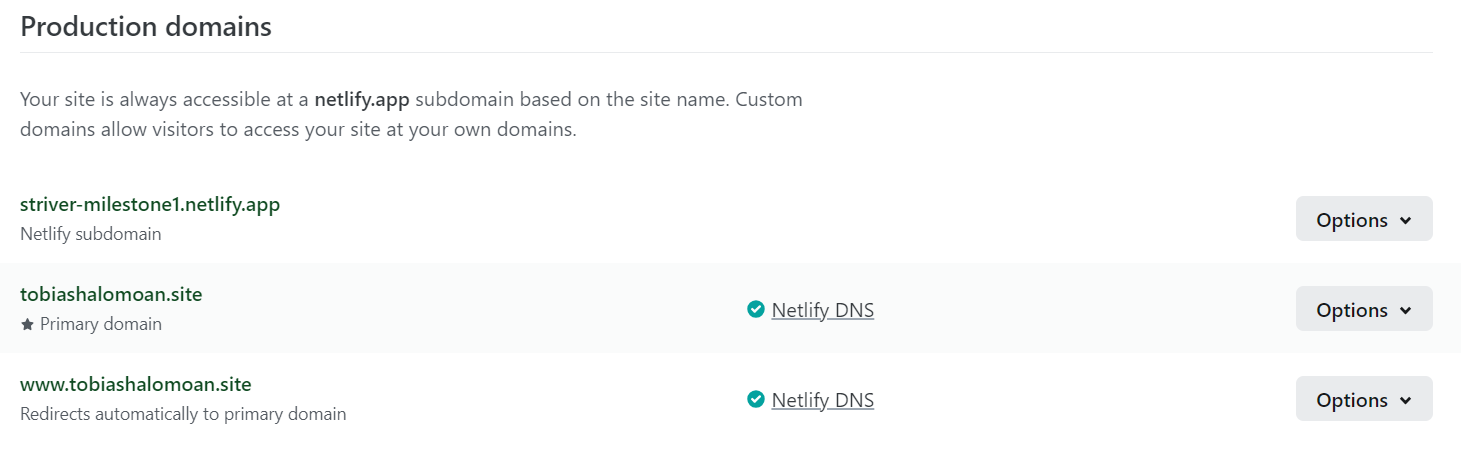 Production domains
Your site is always accessible at a netlify.app subdomain based on the site name. Custom
domains allow visitors to access your site at your own domains.
striver-milestone1.netlify.app
Netlify subdomain
Options
tobiashalomoan.site
Primary domain
Netlify DNS
Options
www.tobiashalomoan.site
Redirects automatically to primary domain
Netlify DNS
Options